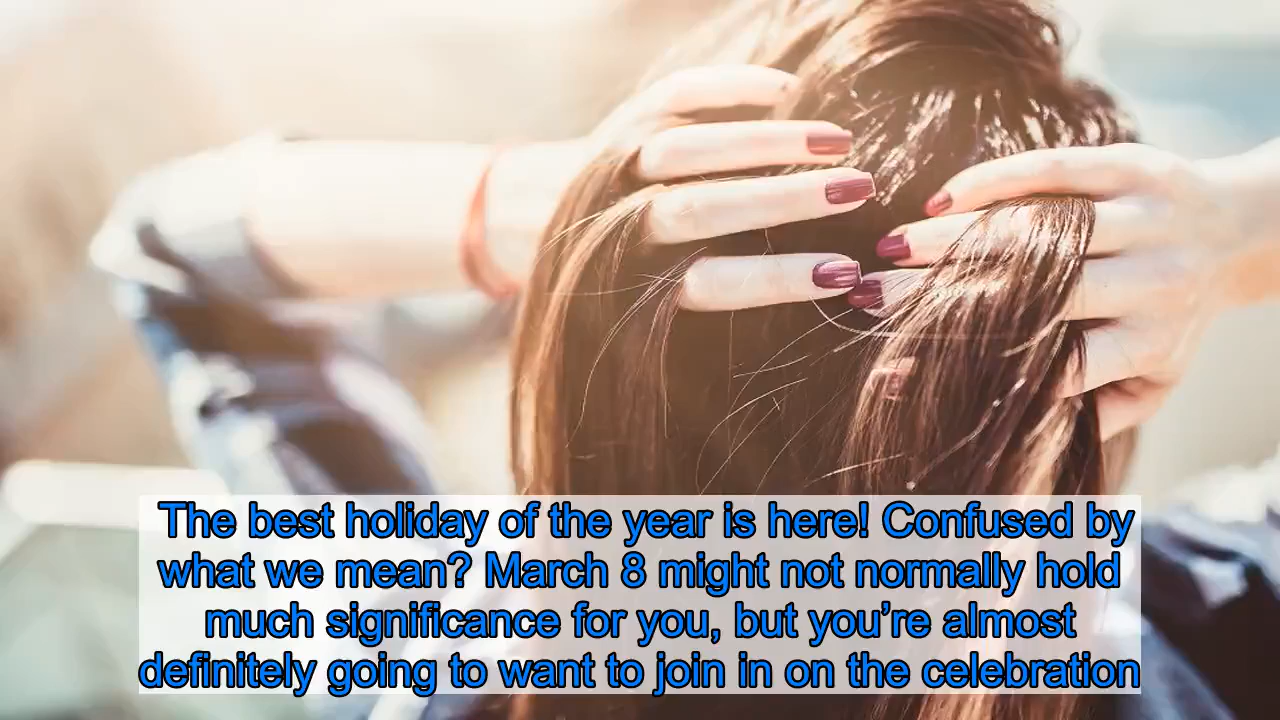 The best holiday of the year is here! Confused by
what we mean? March 8 might not normally hold
much significance for you, but you’re almost
definitely going to want to join in on the celebration